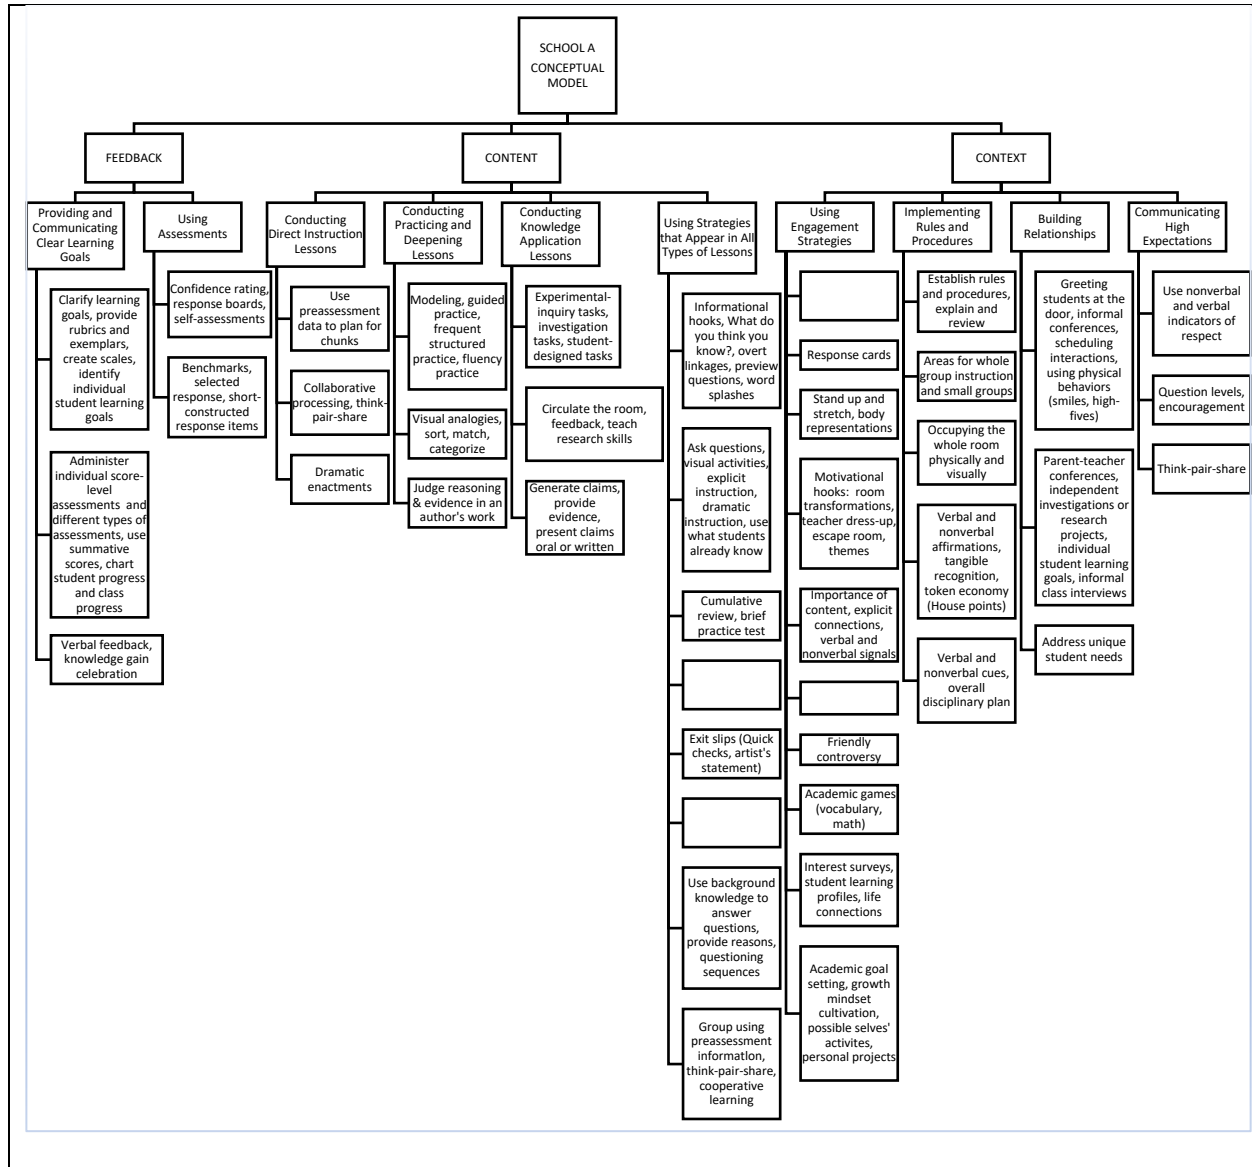 SCHOOL A
CONCEPTUAL
MODEL
FEEDBACK
CONTENT
CONTEXT
Providing and
Communicating
Clear Learning
Goals
Clarify learning
goals, provide
rubrics and
exemplars,
create scales,
identify
individual
student learning
goals
Administer
individual score-
level
assessments and
different types of
assessments, use
summative
scores, chart
student progress
and class
progress
Verbal feedback,
knowledge gain
celebration
Using
Assessments
Confidence rating,
response boards,
self-assessments
Benchmarks,
selected
response, short-
constructed
response items
Conducting
Direct Instruction
Lessons
Use
preassessment
data to plan for
chunks
Collaborative
processing, think-
pair-share
Dramatic
enactments
Conducting
Practicing and
Deepening
Lessons
Modeling, guided
practice,
frequent
structured
practice, fluency
practice
Visual analogies,
sort, match,
categorize
Judge reasoning
& evidence in an
author's work
Conducting
Knowledge
Application
Lessons
Experimental-
inquiry tasks,
investigation
tasks, student-
designed tasks
Circulate the room,
feedback, teach
research skills
Generate claims,
provide
evidence,
present claims
oral or written
Using Strategies
that Appear in All
Types of Lessons
Informational
hooks, What do
you think you
know?, overt
linkages, preview
questions, word
splashes
Ask questions,
visual activities,
explicit
instruction,
dramatic
instruction, use
what students
already know
Cumulative
review, brief
practice test
Exit slips (Quick
checks, artist's
statement)
Use background
knowledge to
answer
questions,
provide reasons,
questioning
sequences
Group using
preassessment
information,
think-pair-share,
cooperative
learning
Using
Engagement
Strategies
Response cards
Stand up and
stretch, body
representations
Motivational
hooks: room
transformations,
teacher dress-up,
escape room,
themes
Importance of
content, explicit
connections,
verbal and
nonverbal signals
Friendly
controversy
Academic games
(vocabulary,
math)
Interest surveys,
student learning
profiles, life
connections
Academic goal
setting, growth
mindset
cultivation,
possible selves'
activites,
personal projects
Implementing
Rules and
Procedures
Establish rules
and procedures,
explain and
review
Areas for whole
group instruction
and small groups
Occupying the
whole room
physically and
visually
Verbal and
nonverbal
affirmations,
tangible
recognition,
token economy
(House points)
Verbal and
nonverbal cues,
overall
disciplinary plan
Building
Relationships
Greeting
students at the
door, informal
conferences,
scheduling
interactions,
using physical
behaviors
(smiles, high-
fives)
Parent-teacher
conferences,
independent
investigations or
research
projects,
individual
student learning
goals, informal
class interviews
Address unique
student needs
Communicating
High
Expectations
Use nonverbal
and verbal
indicators of
respect
Question levels,
encouragement
Think-pair-share